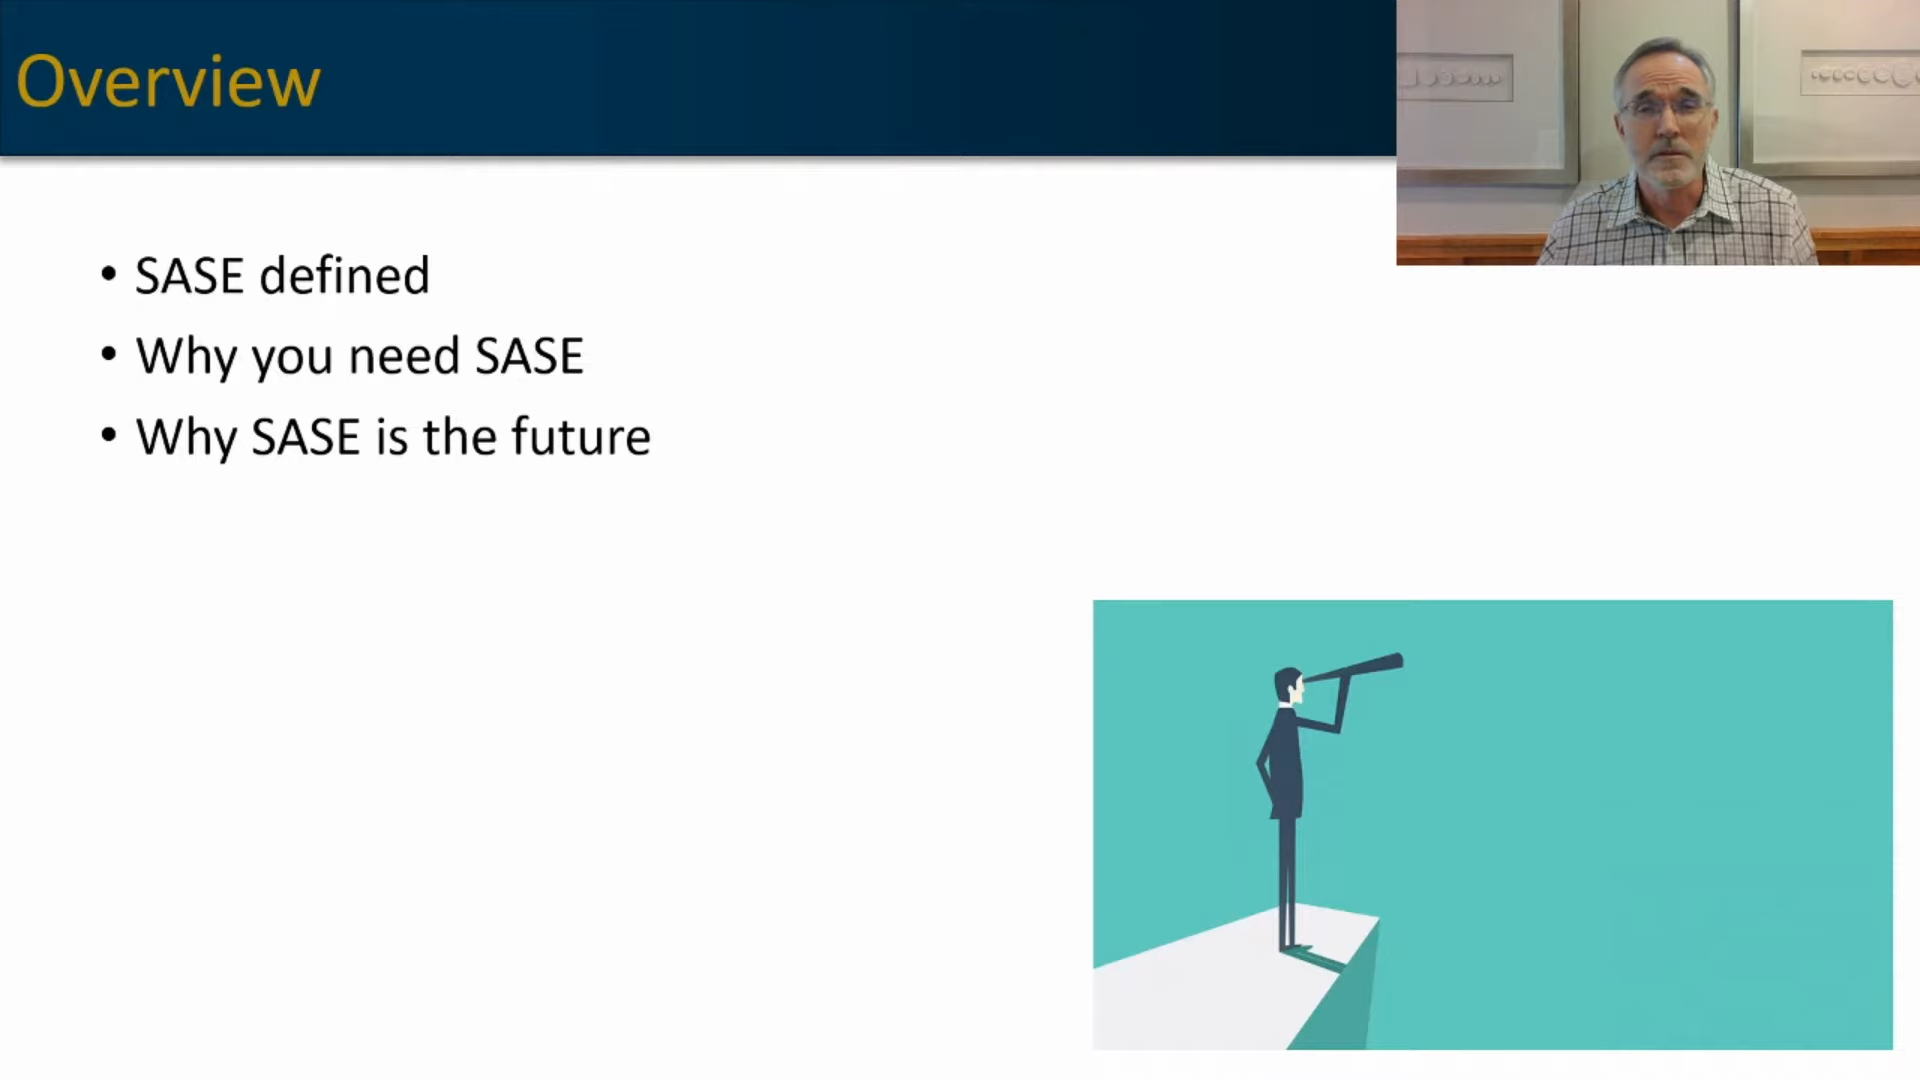 Overview
• SASE defined
• Why you need SASE
• Why SASE is the future